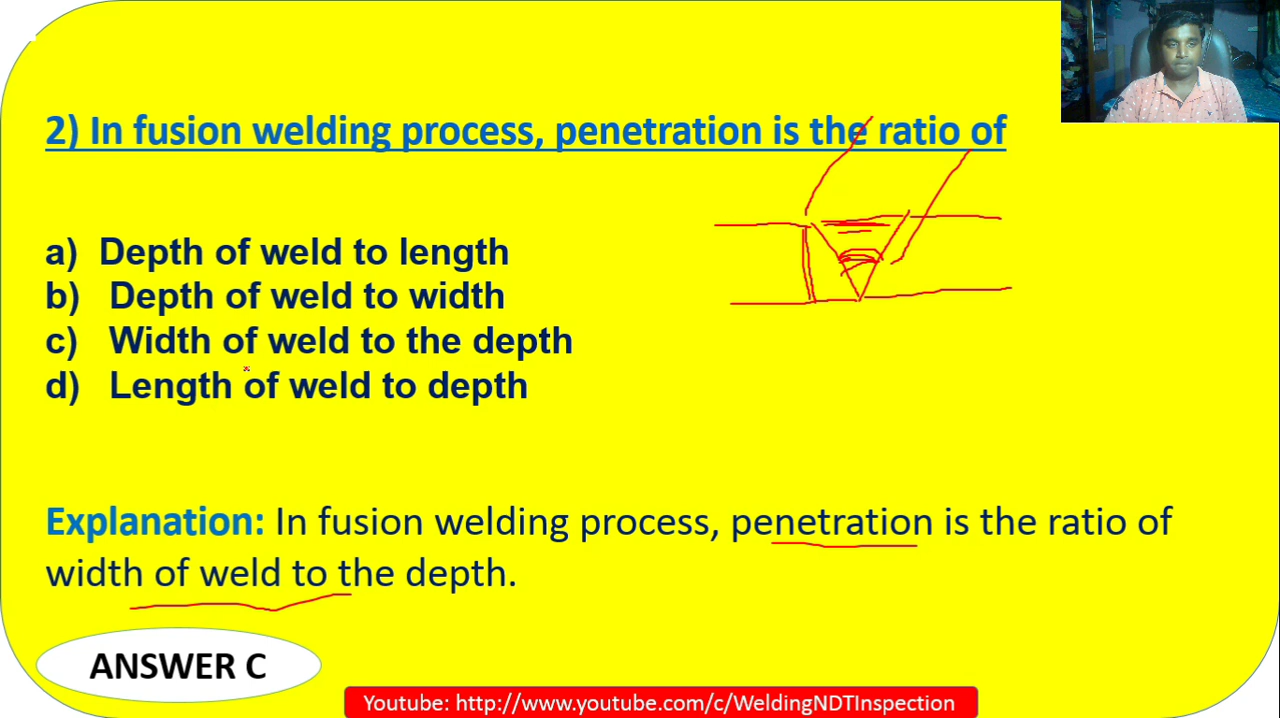 2) In fusion welding process, penetration is the ratio of
a) Depth of weld to length
b) Depth of weld to width
c) Width of weld to the depth
d) Length of weld to depth
Explanation: In fusion welding process, penetration is the ratio of
width of weld to the depth.
ANSWER C
Youtube: http://www.youtube.com/c/WeldingNDTInspection